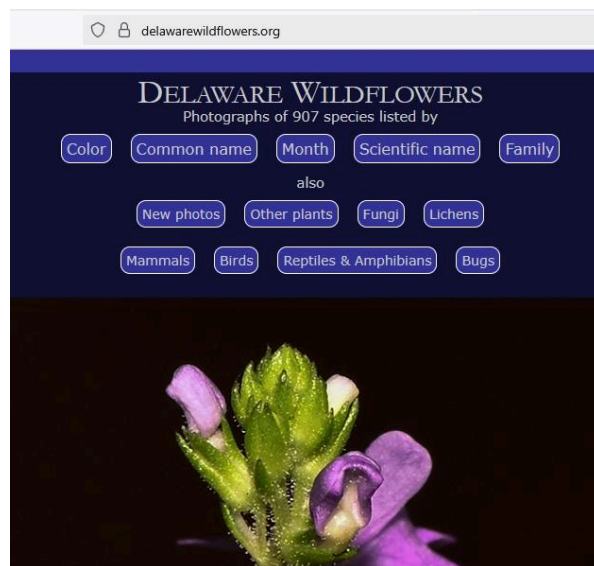 delawarewildflowers.org
DELAWARE WILDFLOWERS
Photographs of 907 species listed by
Color Common name Month Scientific name Family
also
New photos Other plants Fungi Lichens
Mammals Birds Reptiles & Amphibians Bugs